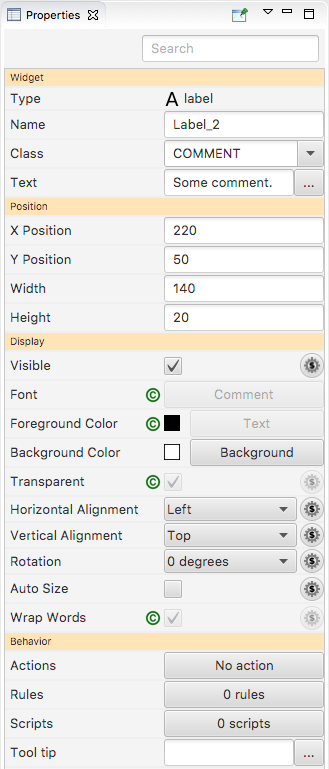 Properties
Search
Widget
Type A label
Name Label_2
Class COMMENT
Text Some comment. ...
Position
X Position 220
Y Position 50
Width 140
Height 20
Display
Visible $
Font C Comment
Foreground Color C Text
Background Color Background
Transparent C $
Horizontal Alignment Left $
Vertical Alignment Top $
Rotation 0 degrees $
Auto Size $
Wrap Words C $
Behavior
Actions No action
Rules 0 rules
Scripts 0 scripts
Tool tip ...